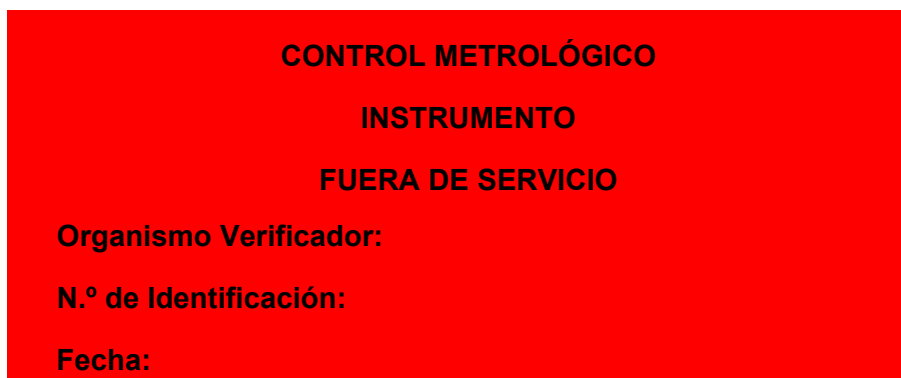 CONTROL METROLÓGICO
INSTRUMENTO
FUERA DE SERVICIO
Organismo Verificador:
N.º de Identificación:
Fecha: